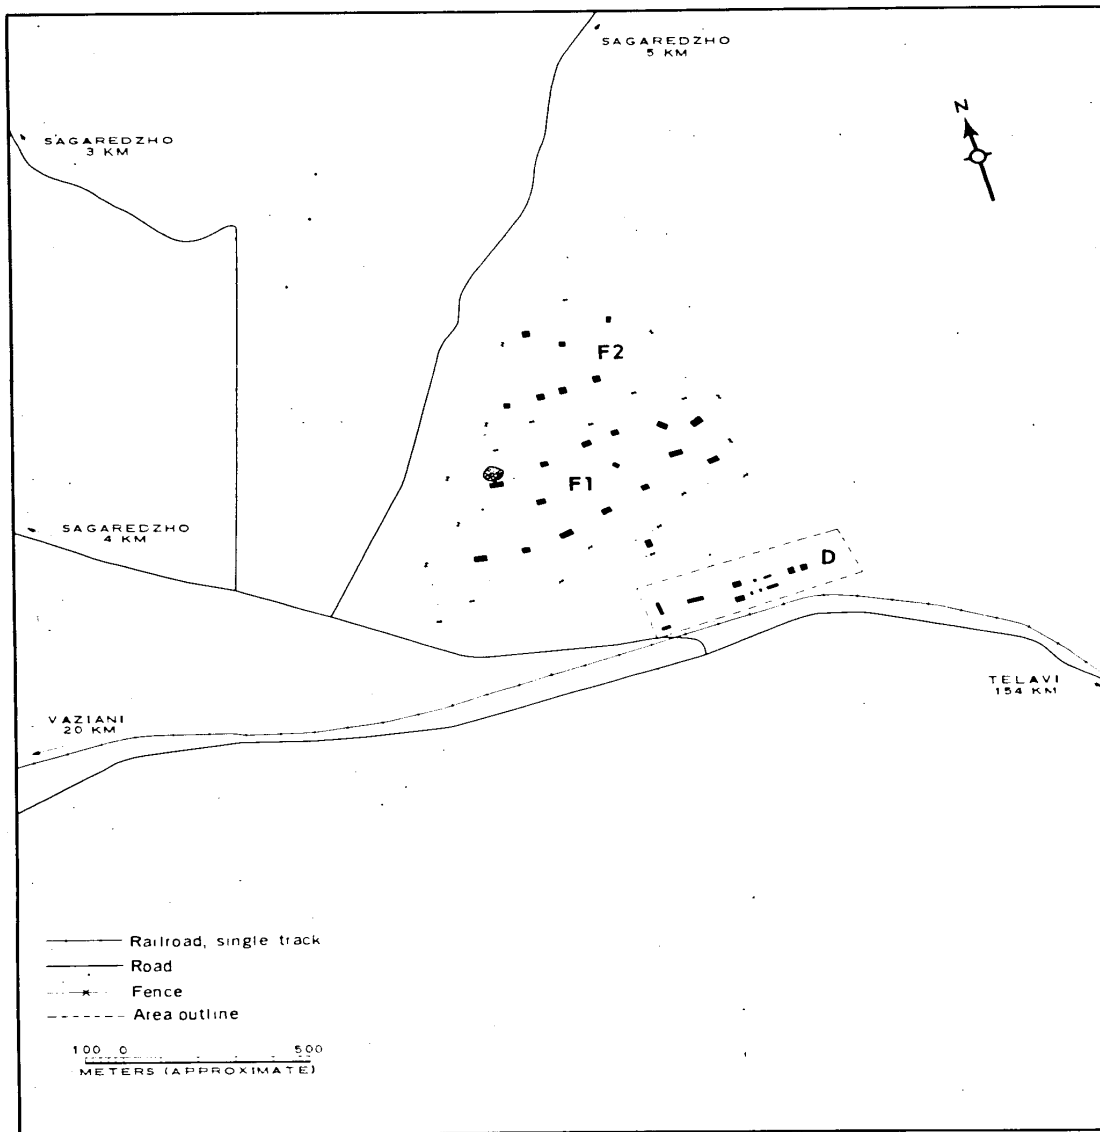 SAGAREDZHO
5 KM
N
SAGAREDZHO
3 KM
F2
F1
SAGAREDZHO
4 KM
D
TELAVI
154 KM
VAZIANI
20 KM
Railroad, single track
Road
Fence
Area outline
100 0 500
METERS (APPROXIMATE)